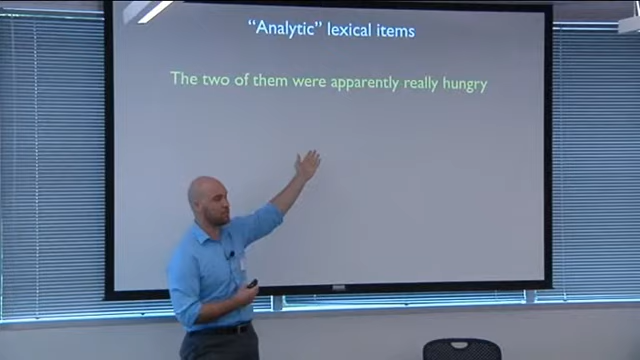 “Analytic” lexical items
The two of them were apparently really hungry